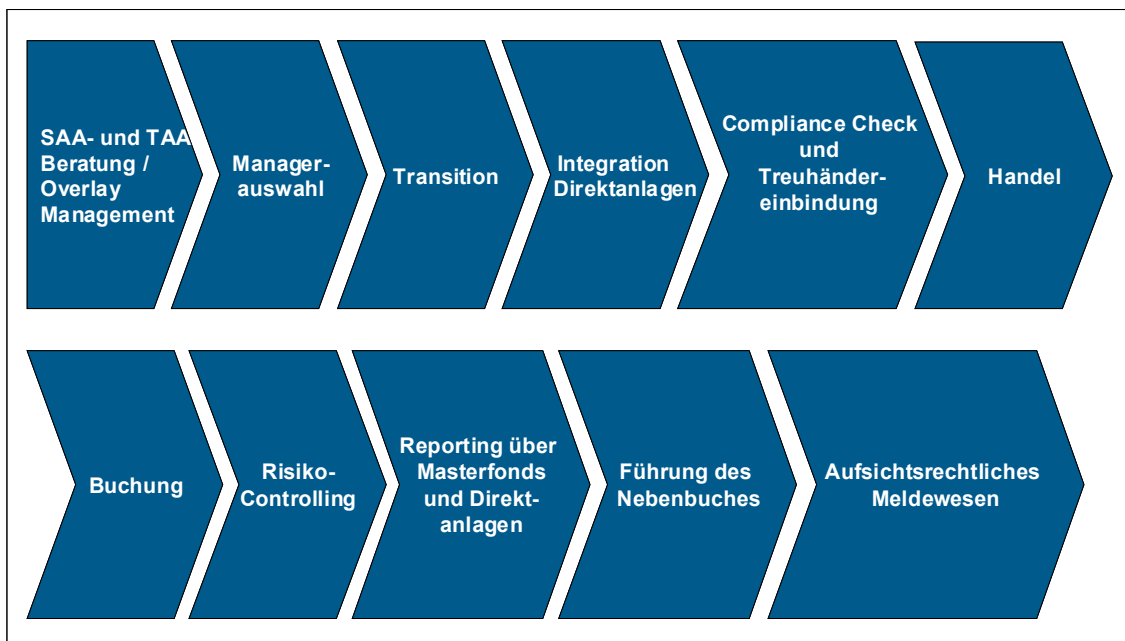 SAA- und TAA
Beratung /
Overlay
Management
Manager-
auswahl
Transition
Integration
Direktanlagen
Compliance Check
und
Treuhänder-
einbindung
Handel
Buchung
Risiko-
Controlling
Reporting über
Masterfonds
und Direkt-
anlagen
Führung des
Nebenbuches
Aufsichtsrechtliches
Meldewesen